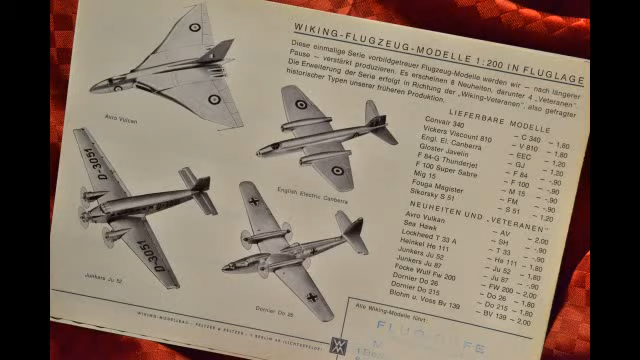 WIKING-FLUGZEUG-MODELLE 1:200 IN FLUGLAGE
Diese einmalige Serie vorbildgetreuer Flugzeug-Modelle werden wir – nach längerer
Pause – verstärkt produzieren. Es erscheinen 8 Neuheiten, darunter 4 „Veteranen".
Die Erweiterung der Serie erfolgt in Richtung der „Wiking-Veteranen", also gefragter
historischer Typen unserer früheren Produktion.
LIEFERBARE MODELLE
Convair 340 – C 340 – 1,80
Vickers Viscount 810 – V 810 – 1,80
Engl. El. Canberra – EEC – 1,20
Gloster Javelin – GJ – 1,20
F 84-G Thunderjet – F 84 – -,90
F 100 Super Sabre – F 100 – -,90
Mig 15 – M 15 – -,90
Fouga Magister – FM – -,90
Sikorsky S 51 – S 51 – 1,20
NEUHEITEN UND „VETERANEN"
Avro Vulkan – AV – 2,00
Sea Hawk – SH – -,90
Lockheed T 33 A – T 33 – -,90
Heinkel He 111 – He 111 – 1,80
Junkers Ju 52 – Ju 52 – 1,80
Junkers Ju 87 – Ju 87 – -,90
Focke Wulf Fw 200 – FW 200 – 2,00
Dornier Do 26 – Do 26 – 1,80
Dornier Do 215 – Do 215 – 1,80
Blohm u. Voss BV 139 – BV 139 – 2,00
Avro Vulcan
English Electric Canberra
D-3051
D-3051
Junkers Ju 52
Dornier Do 26
WIKING-MODELLBAU · PELTZER & PELTZER · 1 BERLIN 45 (LICHTERFELDE)
Alle Wiking-Modelle führt: